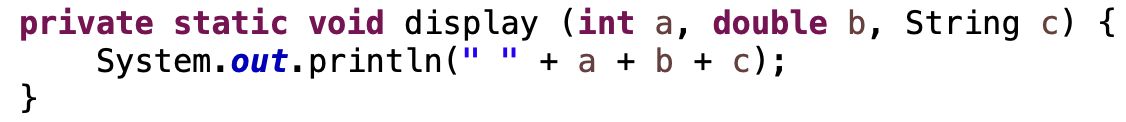 private static void display (int a, double b, String c) {
    System.out.println(" " + a + b + c);
}